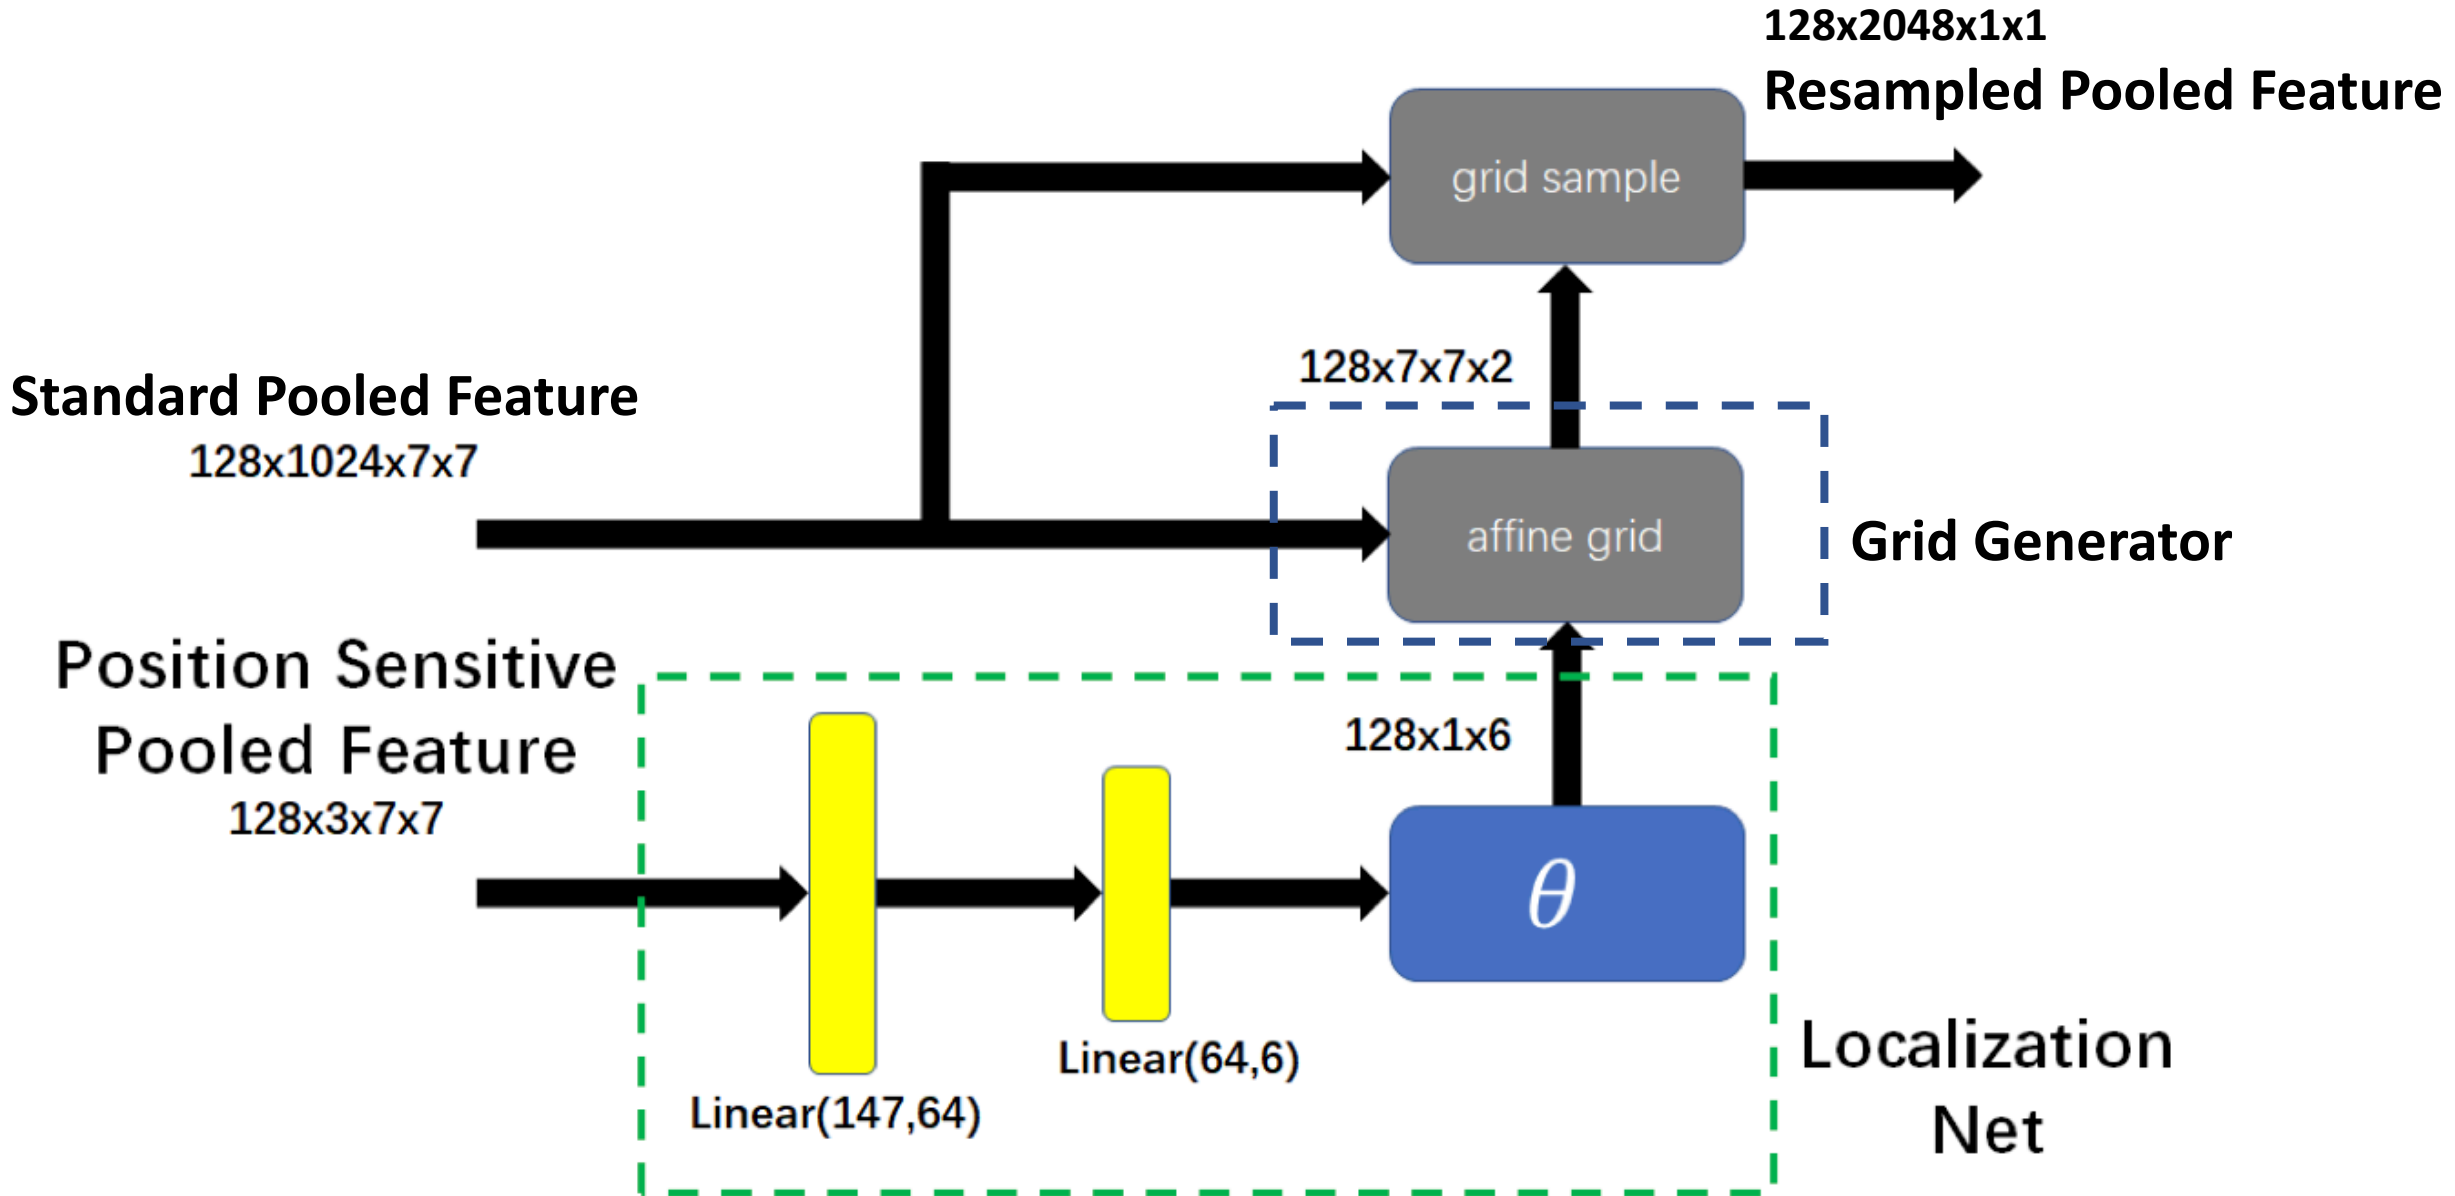 128x2048x1x1
Resampled Pooled Feature
grid sample
128x7x7x2
Standard Pooled Feature
128x1024x7x7
affine grid
Grid Generator
Position Sensitive
Pooled Feature
128x3x7x7
128x1x6
θ
Linear(64,6)
Linear(147,64)
Localization
Net